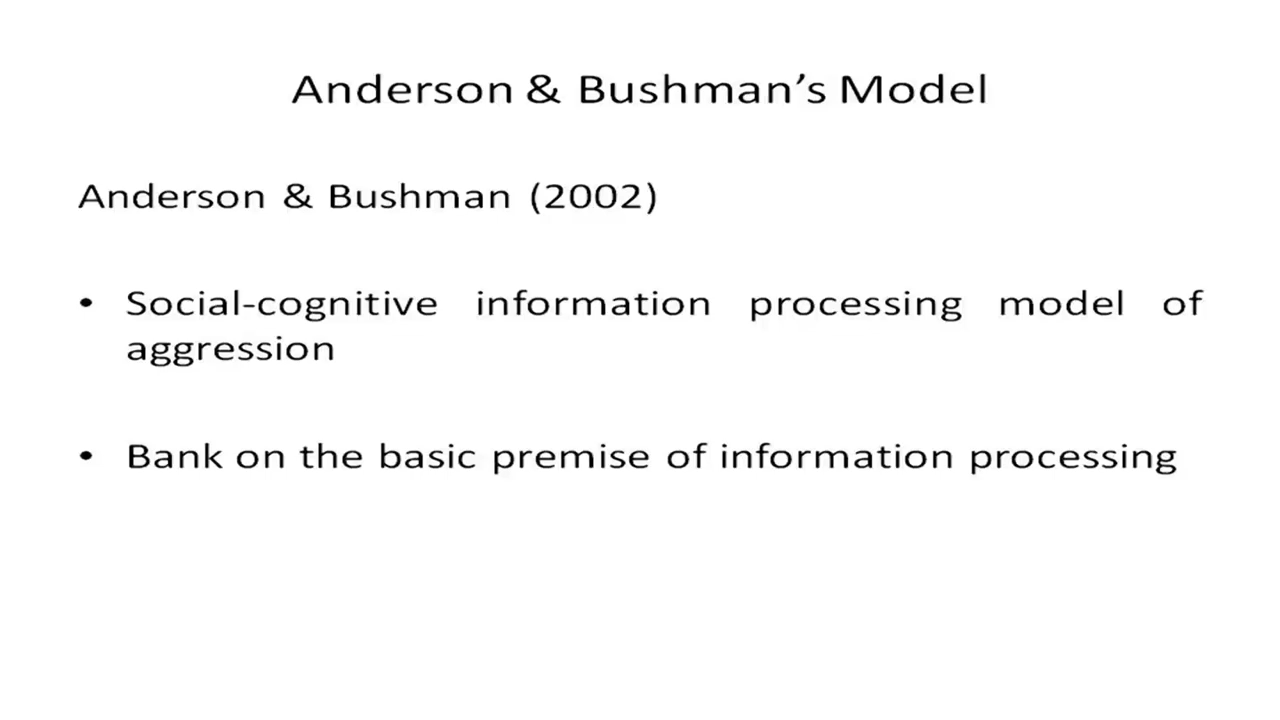 Anderson & Bushman’s Model
Anderson & Bushman (2002)
• Social-cognitive information processing model of
aggression
• Bank on the basic premise of information processing